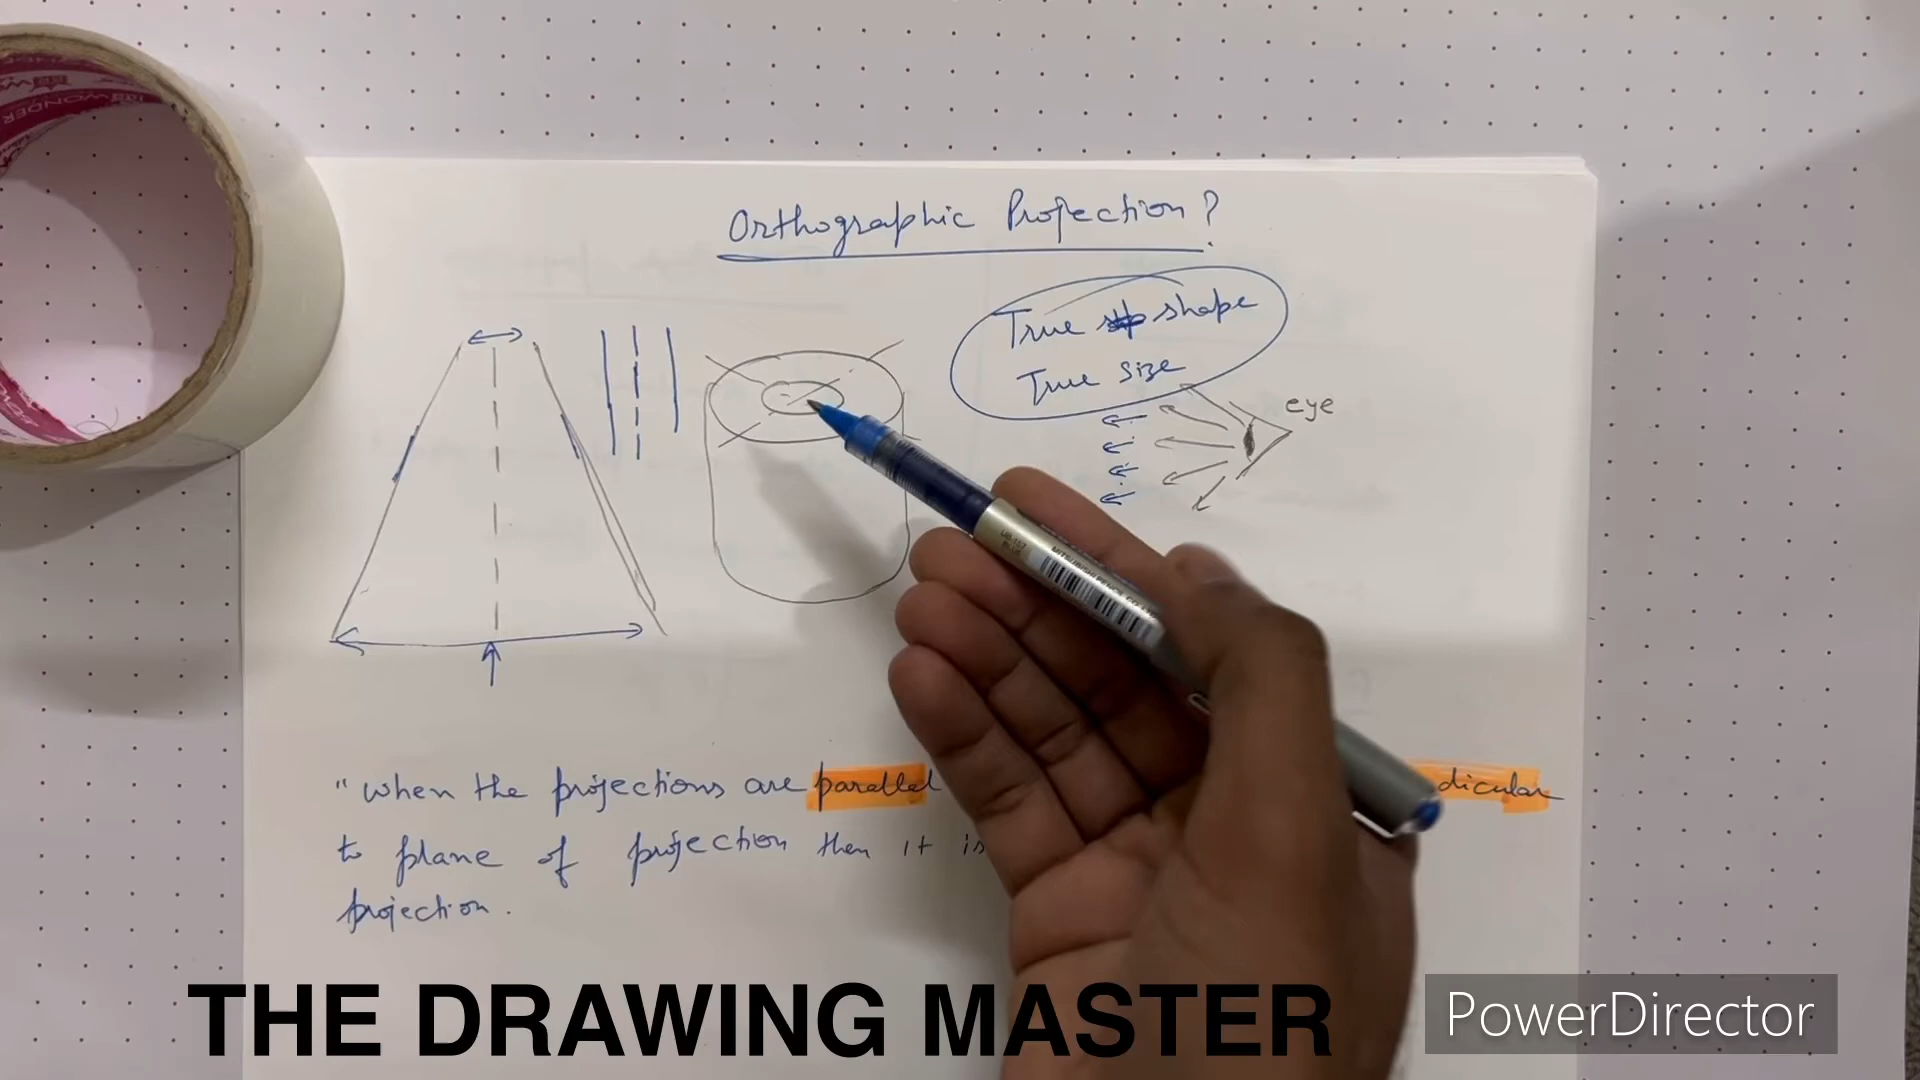 Orthographic Projection?
True shape
True size
eye
"when the projections are parallel dicular
to plane of projection then it is
projection.
THE DRAWING MASTER
PowerDirector